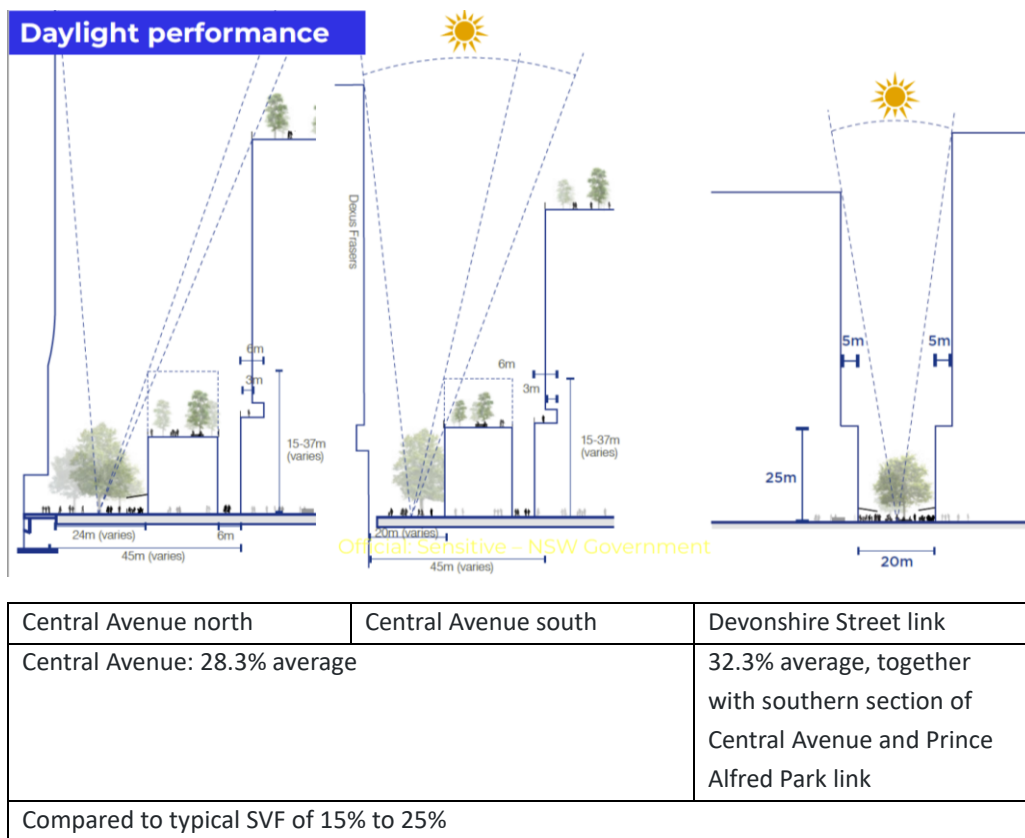 Daylight performance
6m
3m
15-37m
(varies)
24m (varies)
6m
45m (varies)
Dexus Frasers
6m
3m
15-37m
(varies)
20m (varies)
45m (varies)
5m
5m
25m
20m
Official: Sensitive – NSW Government
Central Avenue north
Central Avenue south
Devonshire Street link
Central Avenue: 28.3% average
32.3% average, together
with southern section of
Central Avenue and Prince
Alfred Park link
Compared to typical SVF of 15% to 25%